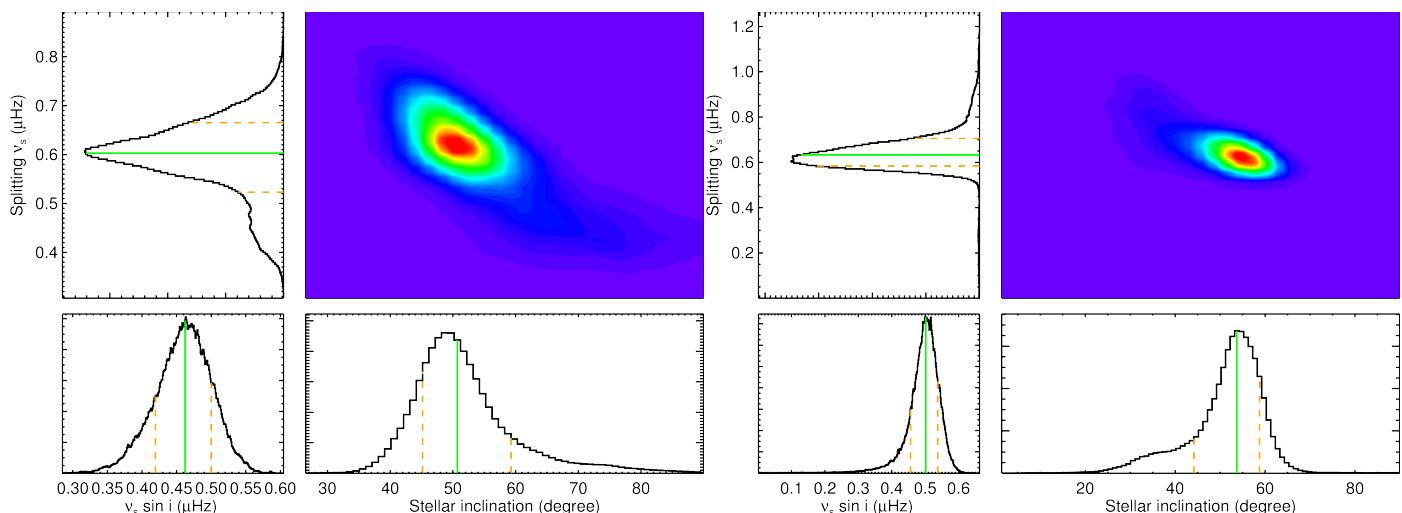 0.9
0.8
0.7
0.6
0.5
0.4
Splitting νs (μHz)
1.2
1.0
0.8
0.6
0.4
0.2
Splitting νs (μHz)
0.30 0.35 0.40 0.45 0.50 0.55 0.60
νs sin i (μHz)
30 40 50 60 70 80
Stellar inclination (degree)
0.1 0.2 0.3 0.4 0.5 0.6
νs sin i (μHz)
20 40 60 80
Stellar inclination (degree)